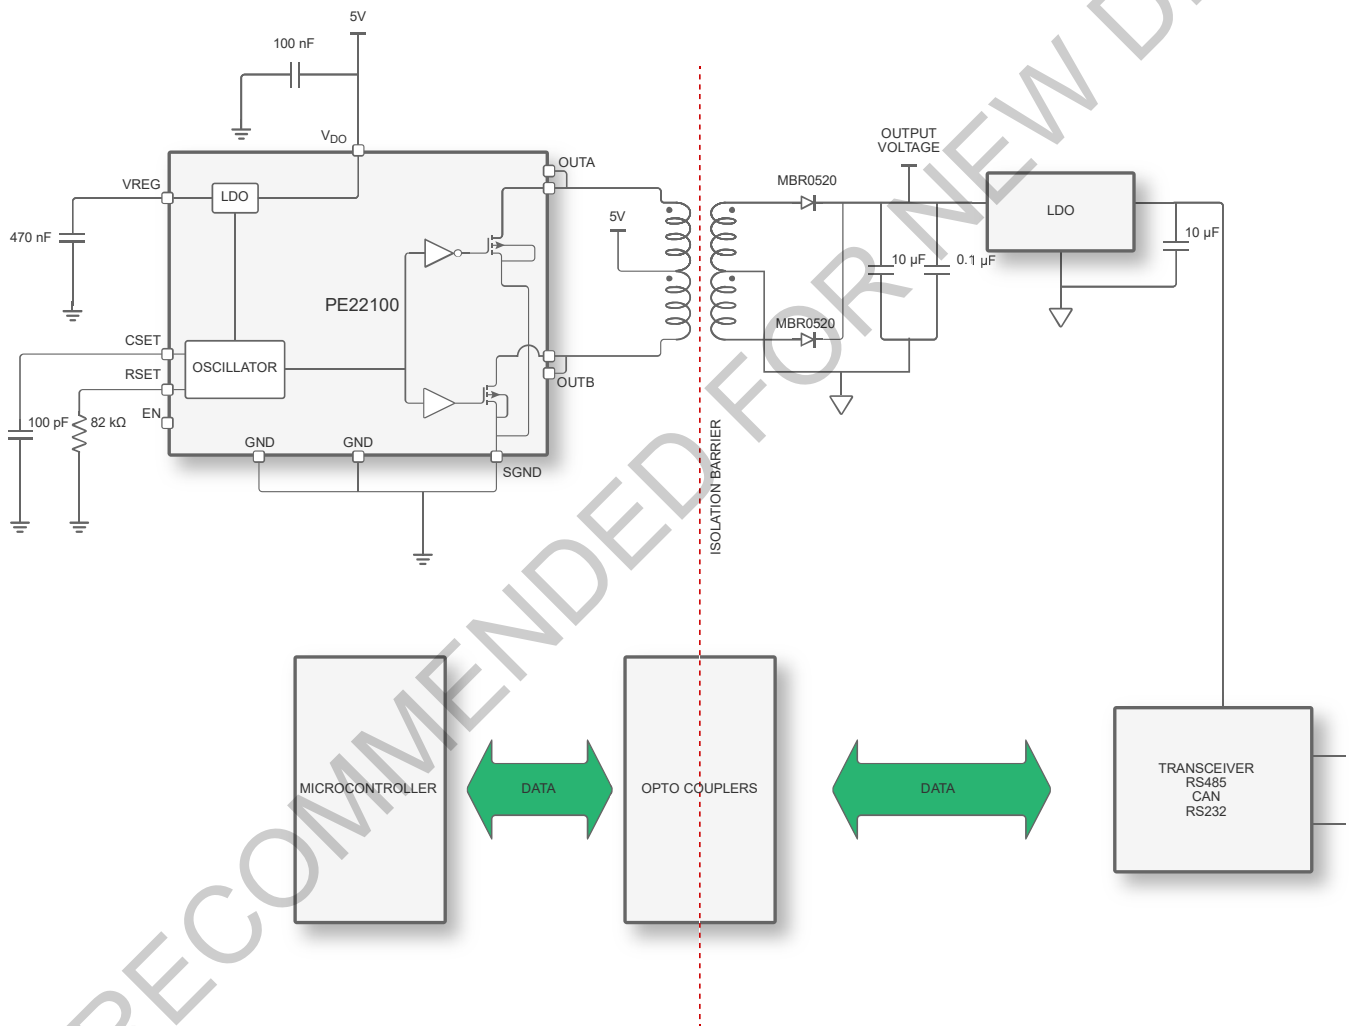 5V
100 nF
VDO
VREG
LDO
470 nF
OUTA
5V
PE22100
CSET
OSCILLATOR
RSET
EN
100 pF
82 kΩ
OUTB
GND
GND
SGND
ISOLATION BARRIER
MBR0520
MBR0520
OUTPUT
VOLTAGE
10 µF
0.1 µF
LDO
10 µF
MICROCONTROLLER
DATA
OPTO COUPLERS
DATA
TRANSCEIVER
RS485
CAN
RS232
RECOMMENDED FOR NEW D